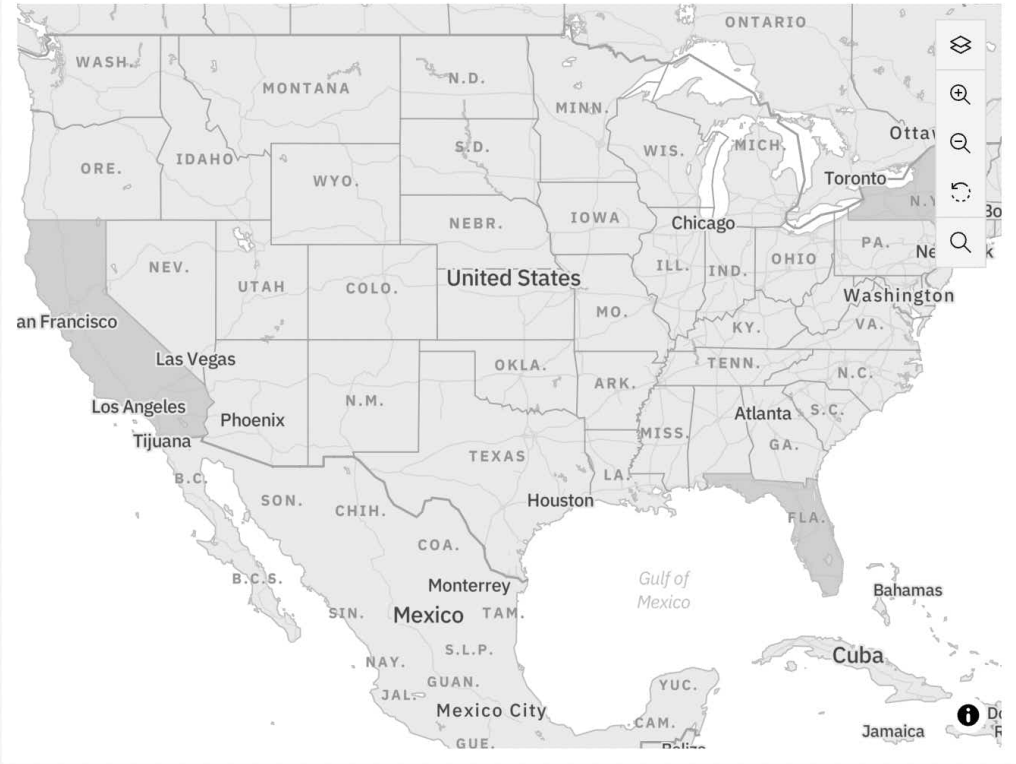 ONTARIO
WASH.
MONTANA
N.D.
MINN.
Ottav
ORE.
IDAHO
WYO.
S.D.
WIS.
MICH.
Toronto
N.Y.
Bo
NEBR.
IOWA
Chicago
NEV.
UTAH
COLO.
United States
ILL.
IND.
OHIO
PA.
Ne
k
Washington
an Francisco
MO.
KY.
VA.
Las Vegas
OKLA.
TENN.
N.C.
ARK.
Los Angeles
Phoenix
N.M.
Atlanta
S.C.
Tijuana
MISS.
GA.
TEXAS
LA.
B.C.
SON.
CHIH.
Houston
FLA.
COA.
B.C.S.
Monterrey
Gulf of
Mexico
Bahamas
SIN.
Mexico
TAM.
NAY.
S.L.P.
Cuba
GUAN.
JAL.
YUC.
Mexico City
CAM.
Jamaica
Do
R
GUE.
Belize